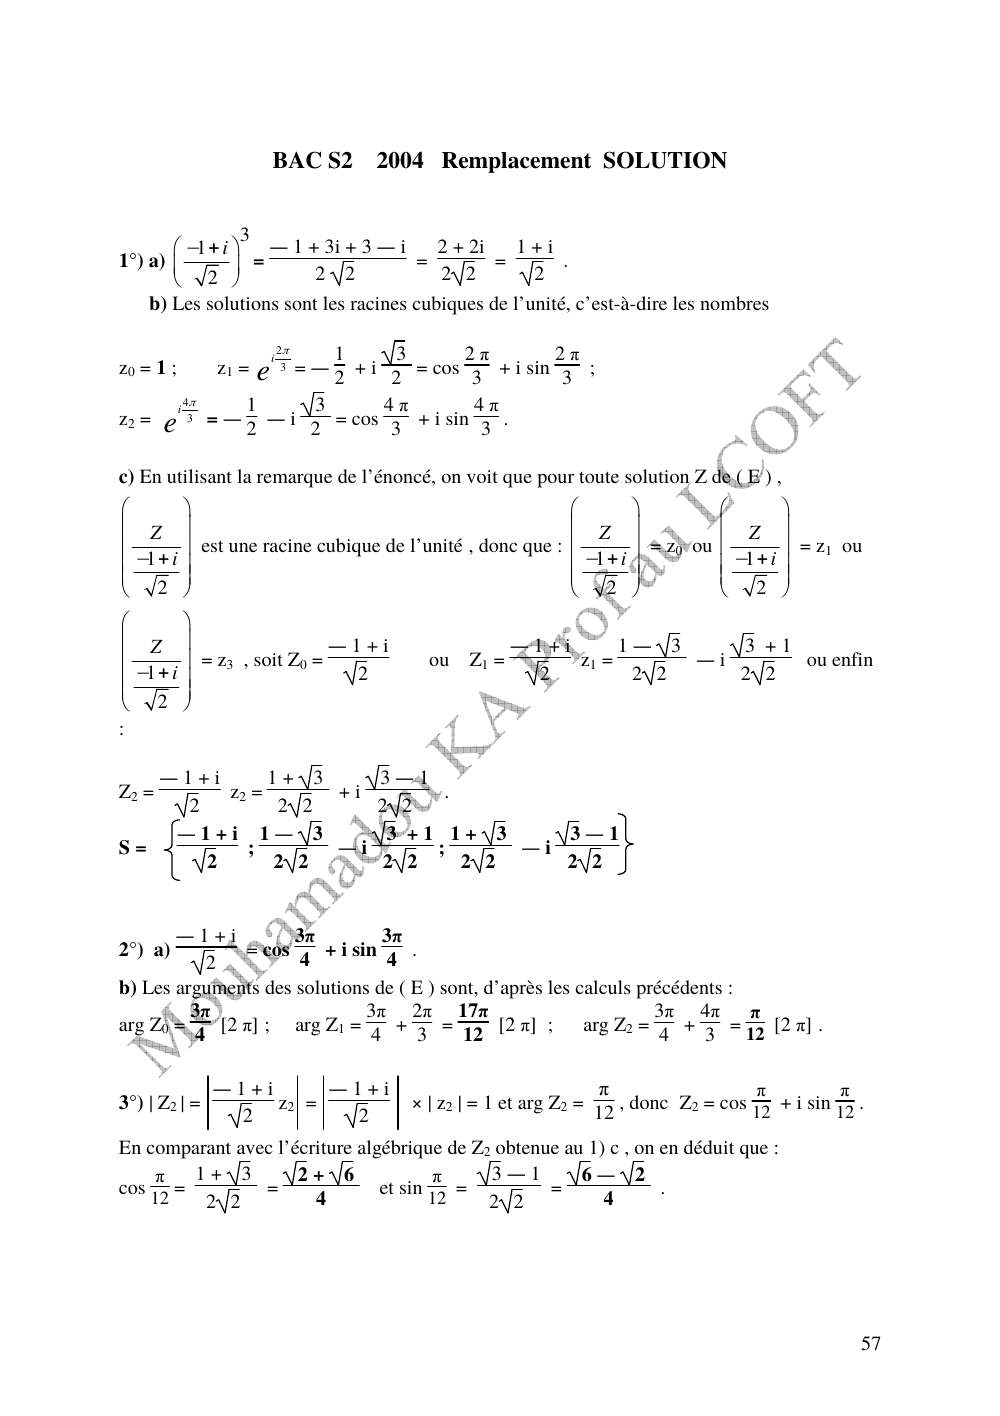 BAC S2 2004 Remplacement SOLUTION
1°) a) ((−1 + i)/√2)^3 = (— 1 + 3i + 3 — i)/(2√2) = (2 + 2i)/(2√2) = (1 + i)/√2 .
b) Les solutions sont les racines cubiques de l’unité, c’est-à-dire les nombres
z₀ = 1 ; z₁ = e^(i 2π/3) = — 1/2 + i √3/2 = cos 2π/3 + i sin 2π/3 ;
z₂ = e^(i 4π/3) = — 1/2 — i √3/2 = cos 4π/3 + i sin 4π/3 .
c) En utilisant la remarque de l’énoncé, on voit que pour toute solution Z de ( E ) ,
(Z/((−1 + i)/√2)) est une racine cubique de l’unité , donc que : (Z/((−1 + i)/√2)) = z₀ ou (Z/((−1 + i)/√2)) = z₁ ou
(Z/((−1 + i)/√2)) = z₃ , soit Z₀ = (— 1 + i)/√2 ou Z₁ = (— 1 + i)/√2 z₁ = (1 — √3)/(2√2) — i (√3 + 1)/(2√2) ou enfin
:
Z₂ = (— 1 + i)/√2 z₂ = (1 + √3)/(2√2) + i (√3 — 1)/(2√2) .
S = { (— 1 + i)/√2 ; (1 — √3)/(2√2) — i (√3 + 1)/(2√2) ; (1 + √3)/(2√2) — i (√3 — 1)/(2√2) }
2°) a) (— 1 + i)/√2 = cos 3π/4 + i sin 3π/4 .
b) Les arguments des solutions de ( E ) sont, d’après les calculs précédents :
arg Z₀ = 3π/4 [2 π] ; arg Z₁ = 3π/4 + 2π/3 = 17π/12 [2 π] ; arg Z₂ = 3π/4 + 4π/3 = π/12 [2 π] .
3°) | Z₂ | = |(— 1 + i)/√2 z₂| = |(— 1 + i)/√2| × | z₂ | = 1 et arg Z₂ = π/12 , donc Z₂ = cos π/12 + i sin π/12 .
En comparant avec l’écriture algébrique de Z₂ obtenue au 1) c , on en déduit que :
cos π/12 = (1 + √3)/(2√2) = (√2 + √6)/4 et sin π/12 = (√3 — 1)/(2√2) = (√6 — √2)/4 .
57
Mouhamadou KA Prof au LCOFT